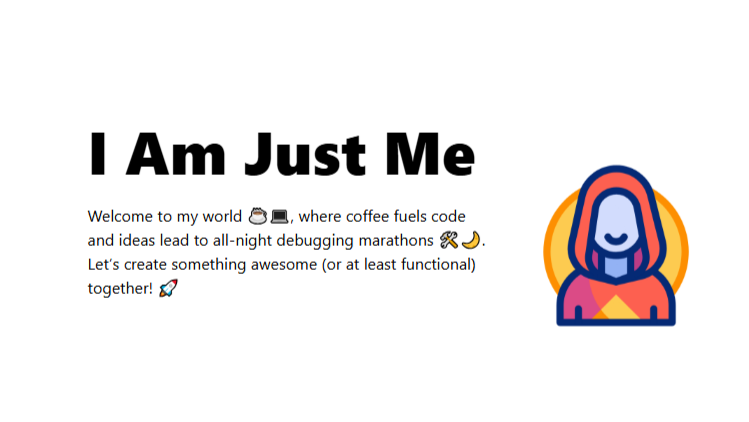 I Am Just Me
Welcome to my world ☕💻, where coffee fuels code
and ideas lead to all-night debugging marathons 🛠️🌙.
Let's create something awesome (or at least functional)
together! 🚀